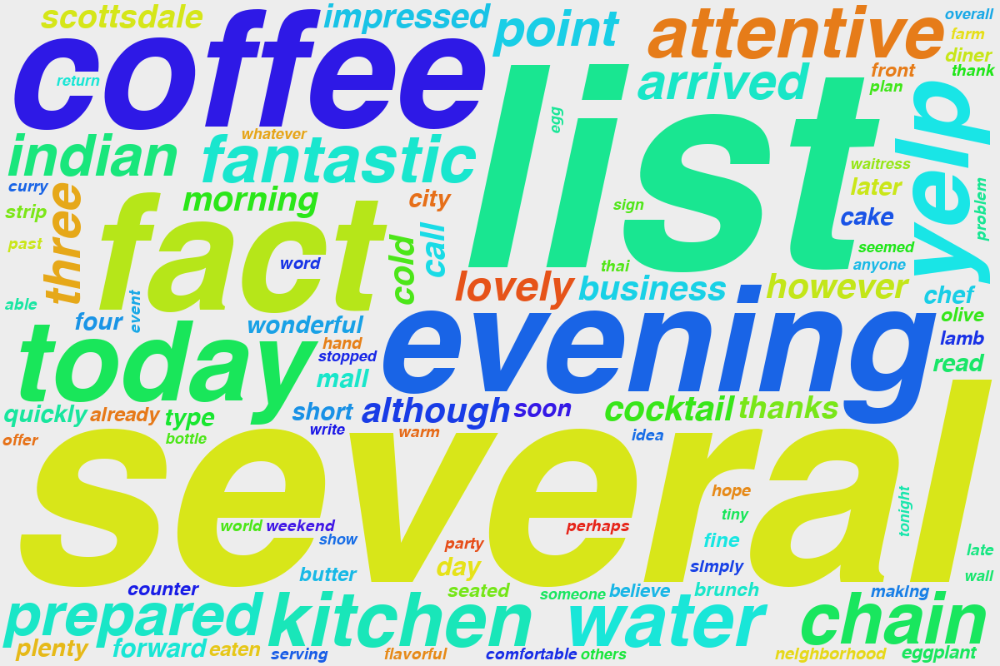 scottsdale
impressed
point
attentive
overall
farm
diner
coffee
return
list
arrived
front
thank
plan
egg
yelp
whatever
indian
fantastic
waitress
curry
morning
city
sign
later
problem
strip
three
fact
cake
past
cold
call
seemed
word
thai
anyone
able
event
lovely
business
however
chef
four
wonderful
evening
olive
today
hand
stopped
lamb
mall
read
quickly
already
type
short
although
soon
cocktail
thanks
offer
bottle
write
warm
idea
several
hope
tiny
tonight
world
weekend
show
perhaps
party
fine
late
butter
day
sImply
wall
counter
seated
someone
believe
brunch
makIng
prepared
kitchen
water
chain
plenty
forward
eaten
serving
flavorful
comfortable
others
neIghborhood
eggplant